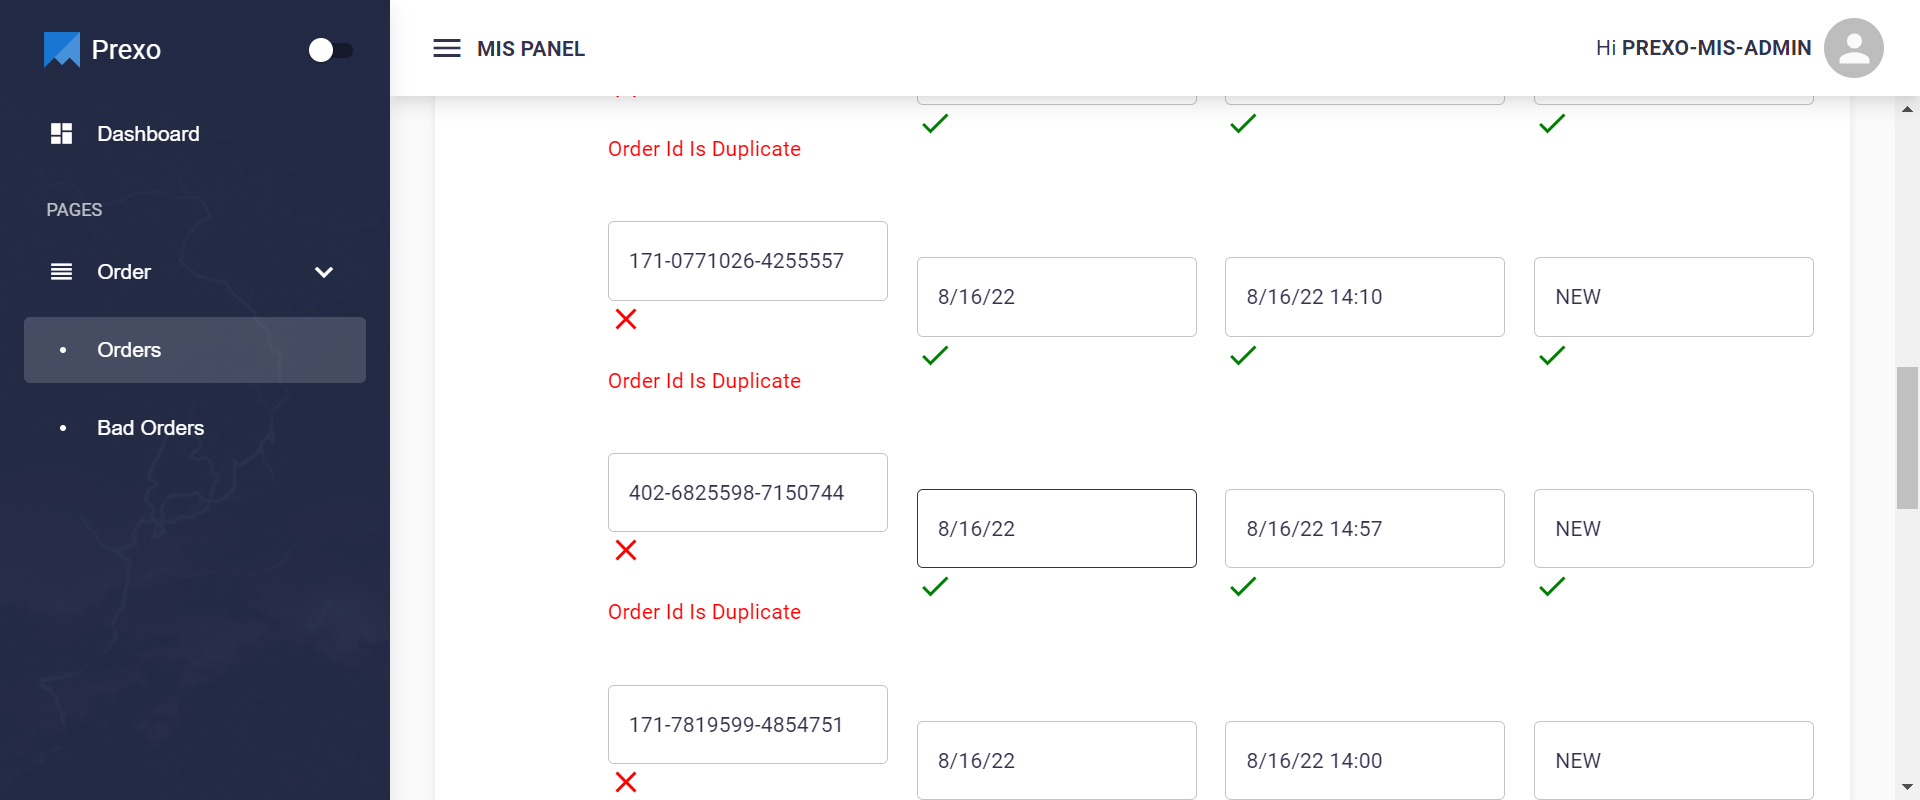 Prexo
MIS PANEL
Hi PREXO-MIS-ADMIN
Dashboard
PAGES
Order
Orders
Bad Orders
Order Id Is Duplicate
171-0771026-4255557
8/16/22
8/16/22 14:10
NEW
Order Id Is Duplicate
402-6825598-7150744
8/16/22
8/16/22 14:57
NEW
Order Id Is Duplicate
171-7819599-4854751
8/16/22
8/16/22 14:00
NEW